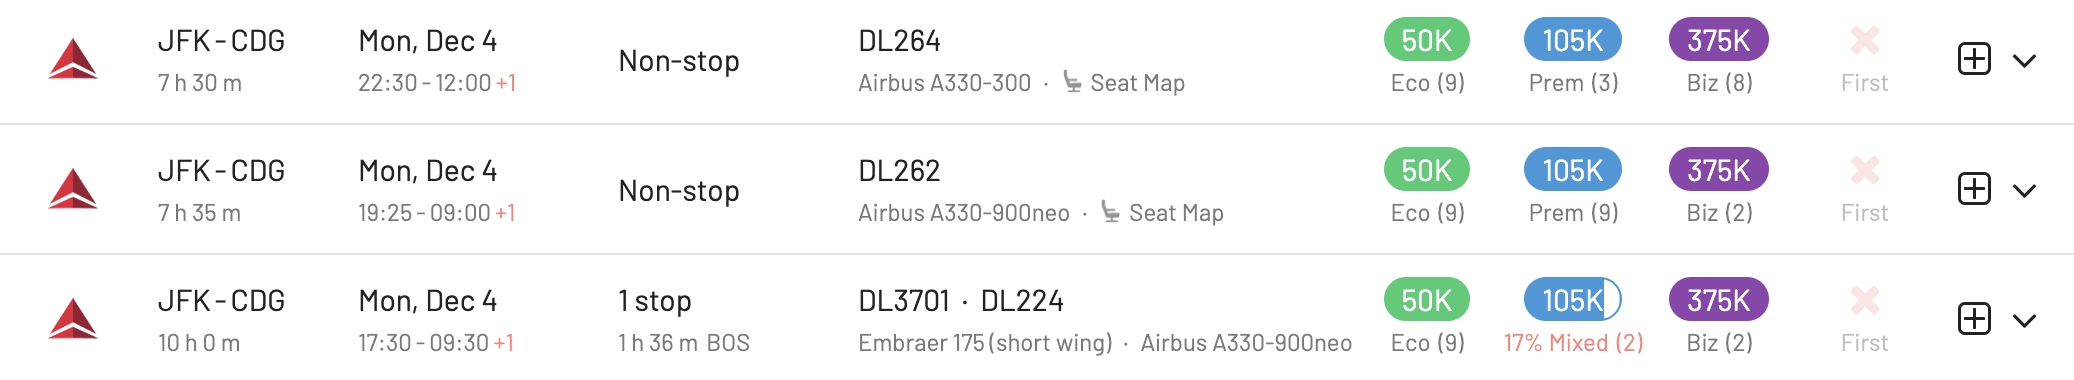 JFK - CDG Mon, Dec 4 Non-stop DL264 50K 105K 375K
7 h 30 m 22:30 - 12:00 +1 Airbus A330-300 · Seat Map Eco (9) Prem (3) Biz (8) First
JFK - CDG Mon, Dec 4 Non-stop DL262 50K 105K 375K
7 h 35 m 19:25 - 09:00 +1 Airbus A330-900neo · Seat Map Eco (9) Prem (9) Biz (2) First
JFK - CDG Mon, Dec 4 1 stop DL3701 · DL224 50K 105K 375K
10 h 0 m 17:30 - 09:30 +1 1 h 36 m BOS Embraer 175 (short wing) · Airbus A330-900neo Eco (9) 17% Mixed (2) Biz (2) First